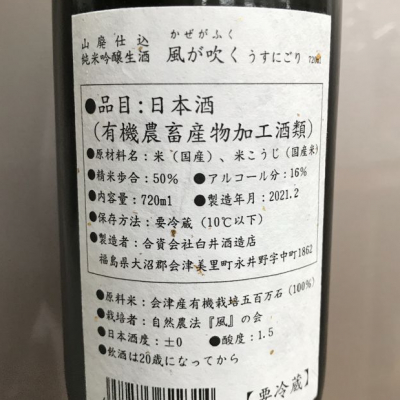 かぜがふく
山廃仕込
純米吟醸生酒 風が吹く うすにごり 720ml
●品目：日本酒
（有機農畜産物加工酒類）
●原材料名：米（国産）、米こうじ（国産米）
●精米歩合：50% ●アルコール分：16%
●内容量：720ml ●製造年月：2021.2
●保存方法：要冷蔵（10℃以下）
●製造者：合資会社白井酒造店
福島県大沼郡会津美里町永井野字中町1862
●原料米：会津産有機栽培五百万石（100%）
●栽培者：自然農法『風』の会
●日本酒度：±0 ●酸度：1.5
●飲酒は20歳になってから
【要冷蔵】